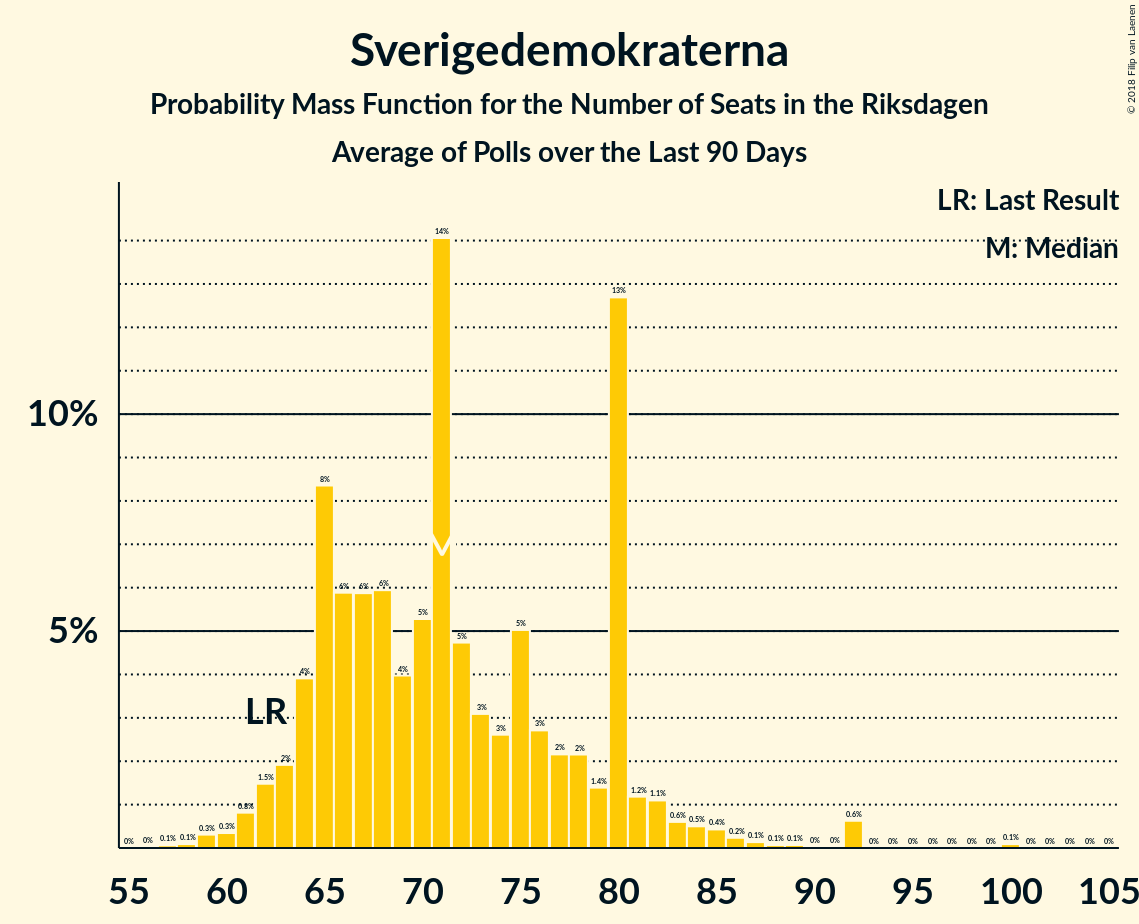 Sverigedemokraterna
Probability Mass Function for the Number of Seats in the Riksdagen
Average of Polls over the Last 90 Days
© 2018 Filip van Laenen
LR: Last Result
M: Median
10%
5%
LR
0% 0% 0.1% 0.1% 0.3% 0.3% 0.8% 1.5% 2% 4% 8% 6% 6% 6% 4% 5% 14% 5% 3% 3% 5% 3% 2% 2% 1.4% 13% 1.2% 1.1% 0.6% 0.5% 0.4% 0.2% 0.1% 0.1% 0.1% 0% 0% 0.6% 0% 0% 0% 0% 0% 0% 0% 0.1% 0% 0% 0% 0% 0%
55 60 65 70 75 80 85 90 95 100 105